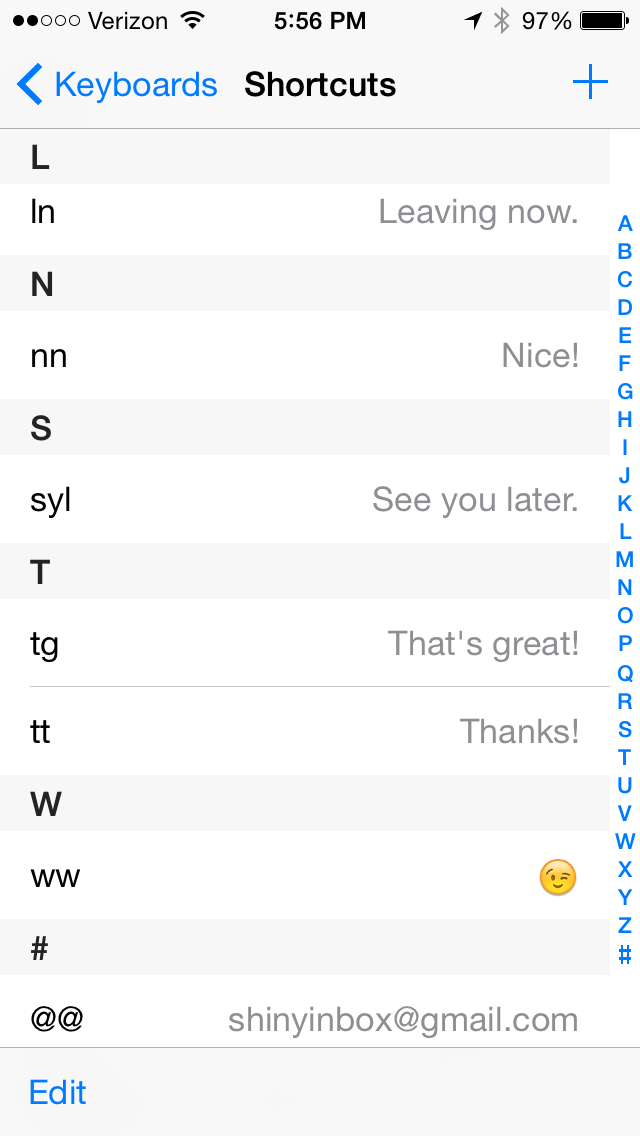 Verizon 5:56 PM 97%
Keyboards Shortcuts
L
ln Leaving now.
N
nn Nice!
S
syl See you later.
T
tg That's great!
tt Thanks!
W
ww 😉
#
@@ shinyinbox@gmail.com
Edit
A
B
C
D
E
F
G
H
I
J
K
L
M
N
O
P
Q
R
S
T
U
V
W
X
Y
Z
#